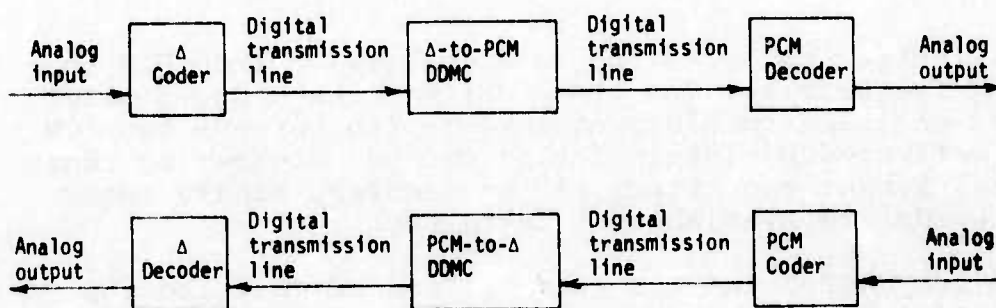 Analog
input
Δ
Coder
Digital
transmission
line
Δ-to-PCM
DDMC
Digital
transmission
line
PCM
Decoder
Analog
output
Analog
output
Δ
Decoder
Digital
transmission
line
PCM-to-Δ
DDMC
Digital
transmission
line
PCM
Coder
Analog
input